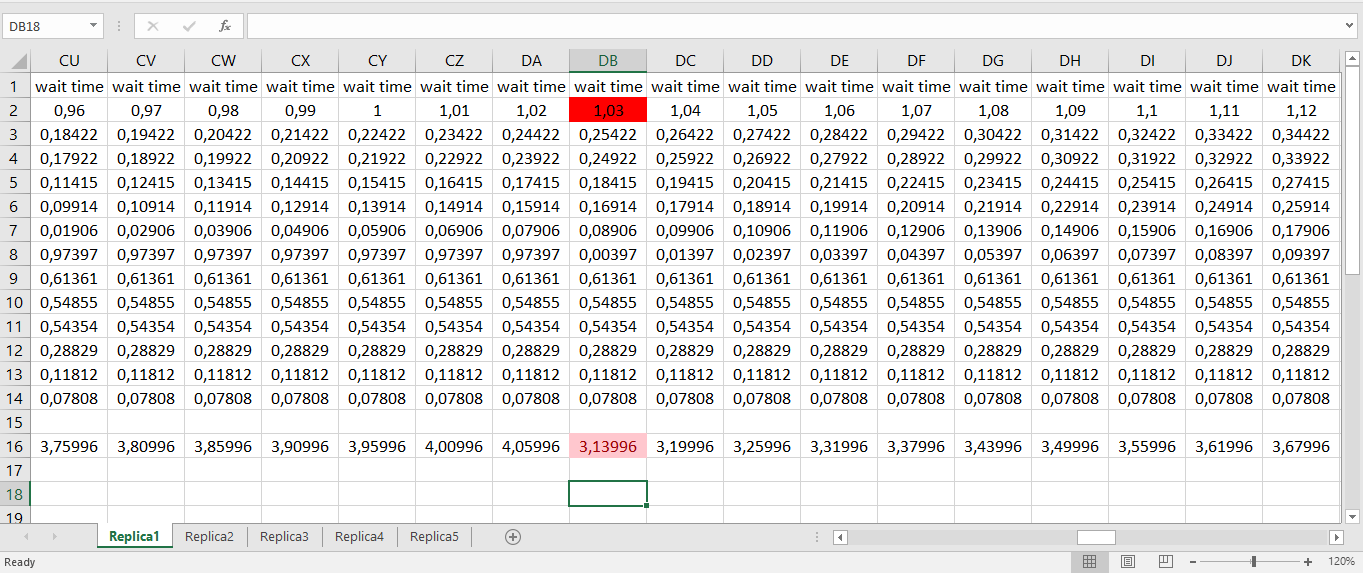 DB18 fx
CU CV CW CX CY CZ DA DB DC DD DE DF DG DH DI DJ DK
1 wait time wait time wait time wait time wait time wait time wait time wait time wait time wait time wait time wait time wait time wait time wait time wait time wait time
2 0,96 0,97 0,98 0,99 1 1,01 1,02 1,03 1,04 1,05 1,06 1,07 1,08 1,09 1,1 1,11 1,12
3 0,18422 0,19422 0,20422 0,21422 0,22422 0,23422 0,24422 0,25422 0,26422 0,27422 0,28422 0,29422 0,30422 0,31422 0,32422 0,33422 0,34422
4 0,17922 0,18922 0,19922 0,20922 0,21922 0,22922 0,23922 0,24922 0,25922 0,26922 0,27922 0,28922 0,29922 0,30922 0,31922 0,32922 0,33922
5 0,11415 0,12415 0,13415 0,14415 0,15415 0,16415 0,17415 0,18415 0,19415 0,20415 0,21415 0,22415 0,23415 0,24415 0,25415 0,26415 0,27415
6 0,09914 0,10914 0,11914 0,12914 0,13914 0,14914 0,15914 0,16914 0,17914 0,18914 0,19914 0,20914 0,21914 0,22914 0,23914 0,24914 0,25914
7 0,01906 0,02906 0,03906 0,04906 0,05906 0,06906 0,07906 0,08906 0,09906 0,10906 0,11906 0,12906 0,13906 0,14906 0,15906 0,16906 0,17906
8 0,97397 0,97397 0,97397 0,97397 0,97397 0,97397 0,97397 0,00397 0,01397 0,02397 0,03397 0,04397 0,05397 0,06397 0,07397 0,08397 0,09397
9 0,61361 0,61361 0,61361 0,61361 0,61361 0,61361 0,61361 0,61361 0,61361 0,61361 0,61361 0,61361 0,61361 0,61361 0,61361 0,61361 0,61361
10 0,54855 0,54855 0,54855 0,54855 0,54855 0,54855 0,54855 0,54855 0,54855 0,54855 0,54855 0,54855 0,54855 0,54855 0,54855 0,54855 0,54855
11 0,54354 0,54354 0,54354 0,54354 0,54354 0,54354 0,54354 0,54354 0,54354 0,54354 0,54354 0,54354 0,54354 0,54354 0,54354 0,54354 0,54354
12 0,28829 0,28829 0,28829 0,28829 0,28829 0,28829 0,28829 0,28829 0,28829 0,28829 0,28829 0,28829 0,28829 0,28829 0,28829 0,28829 0,28829
13 0,11812 0,11812 0,11812 0,11812 0,11812 0,11812 0,11812 0,11812 0,11812 0,11812 0,11812 0,11812 0,11812 0,11812 0,11812 0,11812 0,11812
14 0,07808 0,07808 0,07808 0,07808 0,07808 0,07808 0,07808 0,07808 0,07808 0,07808 0,07808 0,07808 0,07808 0,07808 0,07808 0,07808 0,07808
15
16 3,75996 3,80996 3,85996 3,90996 3,95996 4,00996 4,05996 3,13996 3,19996 3,25996 3,31996 3,37996 3,43996 3,49996 3,55996 3,61996 3,67996
17
18
19
Replica1 Replica2 Replica3 Replica4 Replica5
Ready 120%